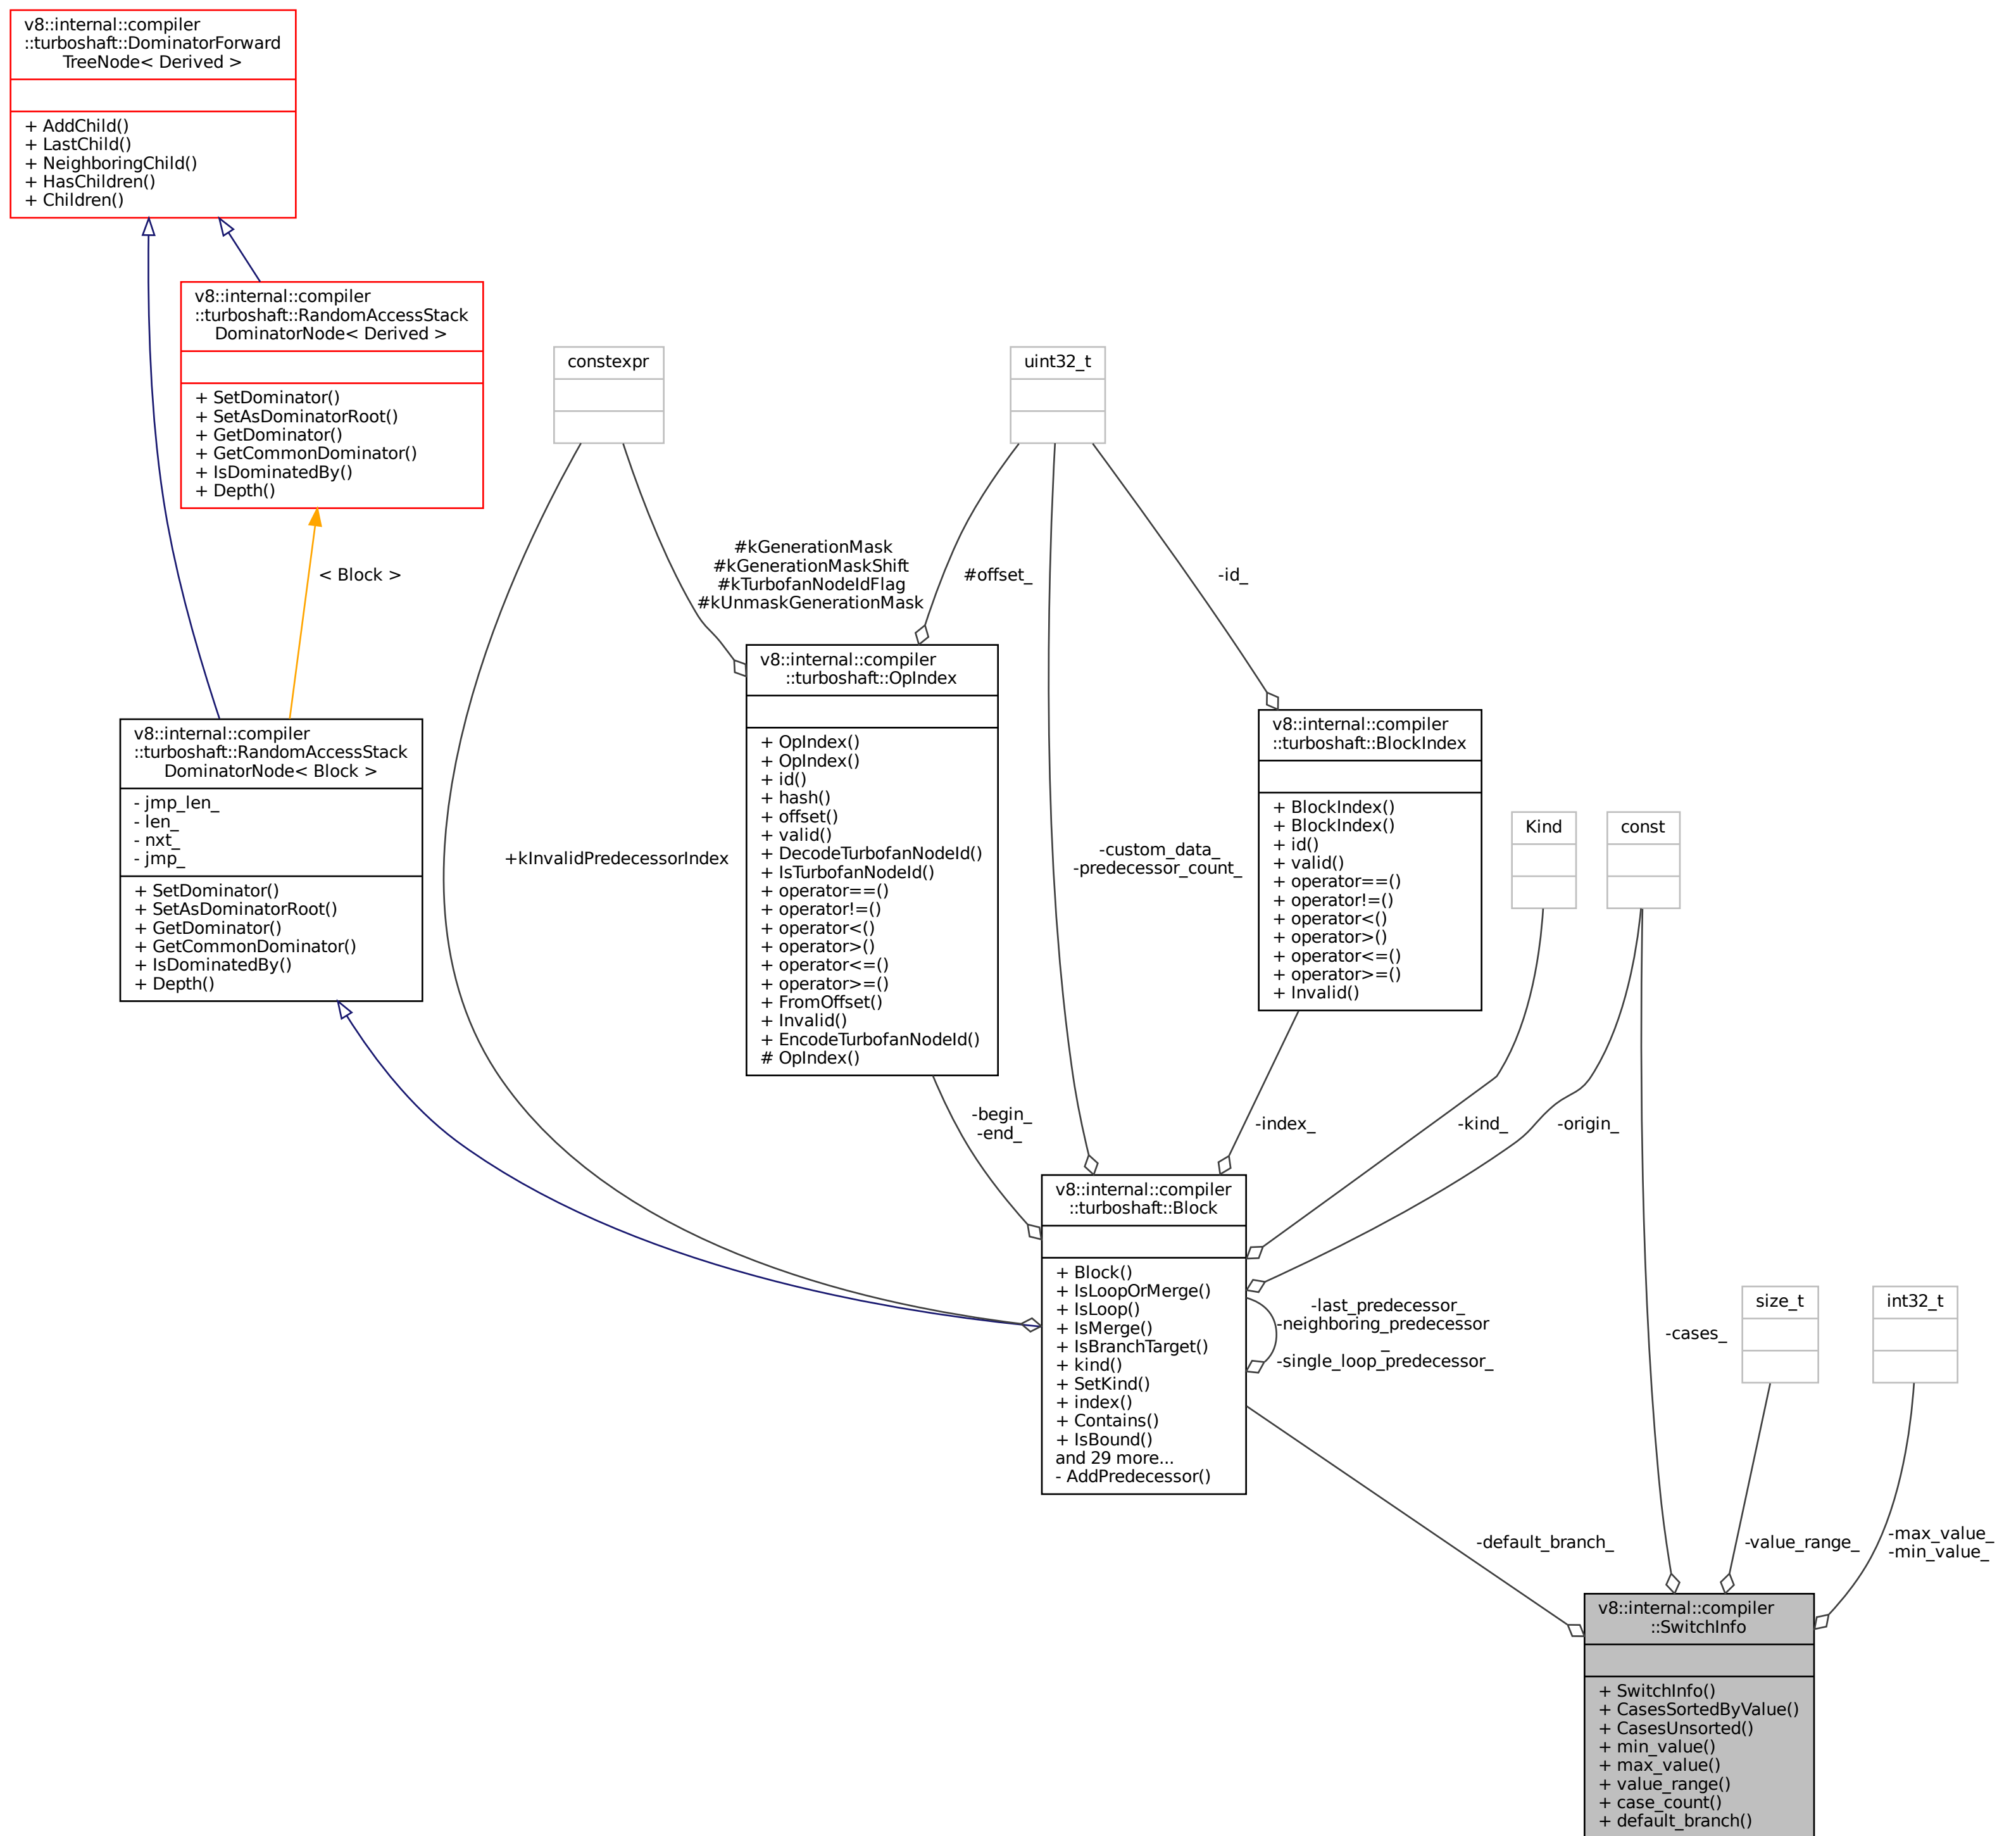 v8::internal::compiler
::turboshaft::DominatorForward
TreeNode< Derived >
+ AddChild()
+ LastChild()
+ NeighboringChild()
+ HasChildren()
+ Children()
v8::internal::compiler
::turboshaft::RandomAccessStack
DominatorNode< Derived >
+ SetDominator()
+ SetAsDominatorRoot()
+ GetDominator()
+ GetCommonDominator()
+ IsDominatedBy()
+ Depth()
constexpr
uint32_t
#kGenerationMask
#kGenerationMaskShift
#kTurbofanNodeIdFlag
#kUnmaskGenerationMask
< Block >
#offset_
-id_
v8::internal::compiler
::turboshaft::RandomAccessStack
DominatorNode< Block >
- jmp_len_
- len_
- nxt_
- jmp_
+ SetDominator()
+ SetAsDominatorRoot()
+ GetDominator()
+ GetCommonDominator()
+ IsDominatedBy()
+ Depth()
+kInvalidPredecessorIndex
v8::internal::compiler
::turboshaft::OpIndex
+ OpIndex()
+ OpIndex()
+ id()
+ hash()
+ offset()
+ valid()
+ DecodeTurbofanNodeId()
+ IsTurbofanNodeId()
+ operator==()
+ operator!=()
+ operator<()
+ operator>()
+ operator<=()
+ operator>=()
+ FromOffset()
+ Invalid()
+ EncodeTurbofanNodeId()
# OpIndex()
-custom_data_
-predecessor_count_
v8::internal::compiler
::turboshaft::BlockIndex
+ BlockIndex()
+ BlockIndex()
+ id()
+ valid()
+ operator==()
+ operator!=()
+ operator<()
+ operator>()
+ operator<=()
+ operator>=()
+ Invalid()
Kind
const
-begin_
-end_
-index_
-kind_
-origin_
v8::internal::compiler
::turboshaft::Block
+ Block()
+ IsLoopOrMerge()
+ IsLoop()
+ IsMerge()
+ IsBranchTarget()
+ kind()
+ SetKind()
+ index()
+ Contains()
+ IsBound()
and 29 more...
- AddPredecessor()
-last_predecessor_
-neighboring_predecessor
_
-single_loop_predecessor_
-cases_
size_t
int32_t
-default_branch_
-value_range_
-max_value_
-min_value_
v8::internal::compiler
::SwitchInfo
+ SwitchInfo()
+ CasesSortedByValue()
+ CasesUnsorted()
+ min_value()
+ max_value()
+ value_range()
+ case_count()
+ default_branch()